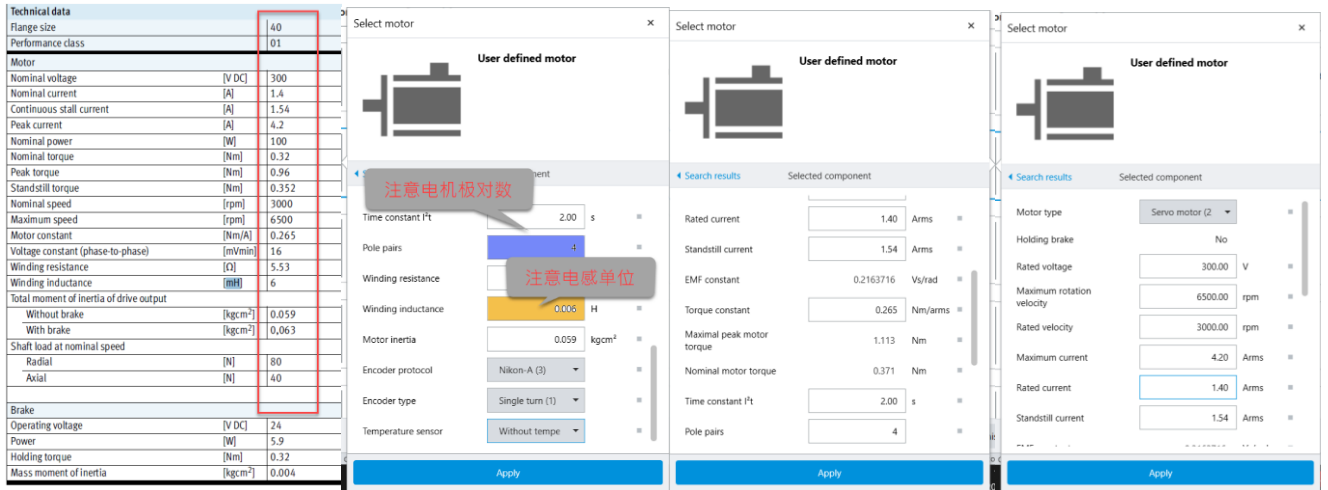 Technical data
Flange size 40
Performance class 01
Motor
Nominal voltage [V DC] 300
Nominal current [A] 1.4
Continuous stall current [A] 1.54
Peak current [A] 4.2
Nominal power [W] 100
Nominal torque [Nm] 0.32
Peak torque [Nm] 0.96
Standstill torque [Nm] 0.352
Nominal speed [rpm] 3000
Maximum speed [rpm] 6500
Motor constant [Nm/A] 0.265
Voltage constant (phase-to-phase) [mVmin] 16
Winding resistance [Ω] 5.53
Winding inductance [mH] 6
Total moment of inertia of drive output
Without brake [kgcm²] 0.059
With brake [kgcm²] 0,063
Shaft load at nominal speed
Radial [N] 80
Axial [N] 40
Brake
Operating voltage [V DC] 24
Power [W] 5.9
Holding torque [Nm] 0.32
Mass moment of inertia [kgcm²] 0.004
Select motor ×
User defined motor
注意电机极对数
Time constant I²t 2.00 s
Pole pairs 4
Winding resistance
注意电感单位
Winding inductance 0.006 H
Motor inertia 0.059 kgcm²
Encoder protocol Nikon-A (3)
Encoder type Single turn (1)
Temperature sensor Without tempe
Apply
Select motor ×
User defined motor
Search results Selected component
Rated current 1.40 Arms
Standstill current 1.54 Arms
EMF constant 0.2163716 Vs/rad
Torque constant 0.265 Nm/arms
Maximal peak motor
torque 1.113 Nm
Nominal motor torque 0.371 Nm
Time constant I²t 2.00 s
Pole pairs 4
Apply
Select motor ×
User defined motor
Search results Selected component
Motor type Servo motor (2
Holding brake No
Rated voltage 300.00 V
Maximum rotation
velocity 6500.00 rpm
Rated velocity 3000.00 rpm
Maximum current 4.20 Arms
Rated current 1.40 Arms
Standstill current 1.54 Arms
Apply